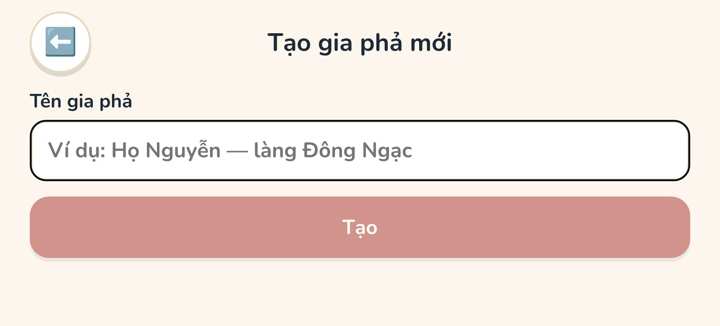 Tạo gia phả mới
Tên gia phả
Ví dụ: Họ Nguyễn — làng Đông Ngạc
Tạo